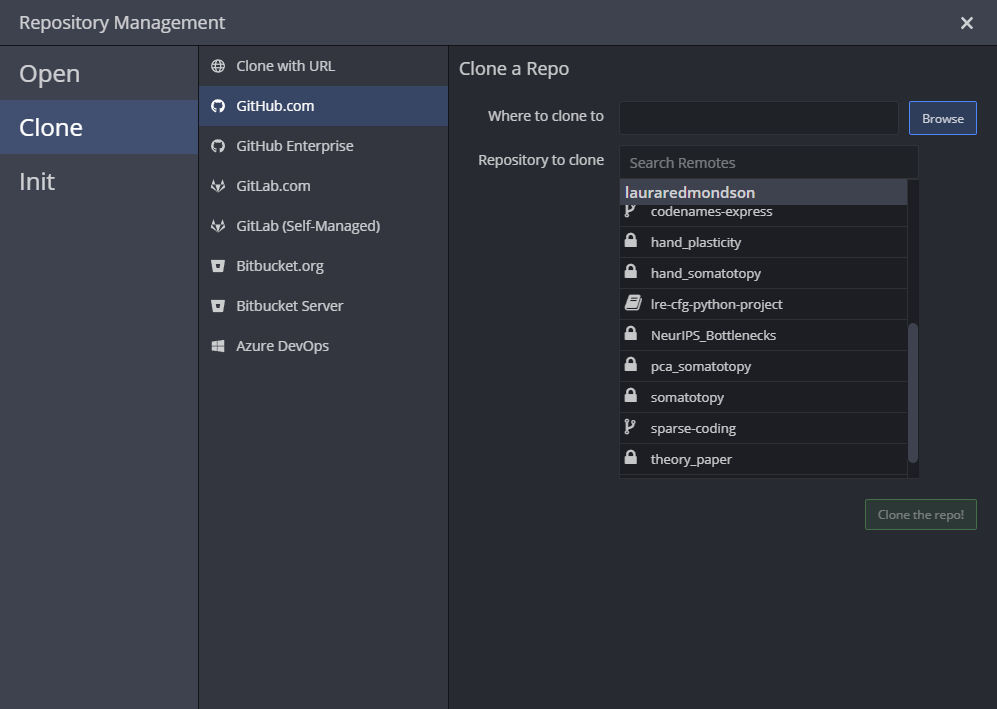 Repository Management
Open
Clone
Init
Clone with URL
GitHub.com
GitHub Enterprise
GitLab.com
GitLab (Self-Managed)
Bitbucket.org
Bitbucket Server
Azure DevOps
Clone a Repo
Where to clone to
Browse
Repository to clone
Search Remotes
lauraredmondson
codenames-express
hand_plasticity
hand_somatotopy
lre-cfg-python-project
NeurIPS_Bottlenecks
pca_somatotopy
somatotopy
sparse-coding
theory_paper
Clone the repo!